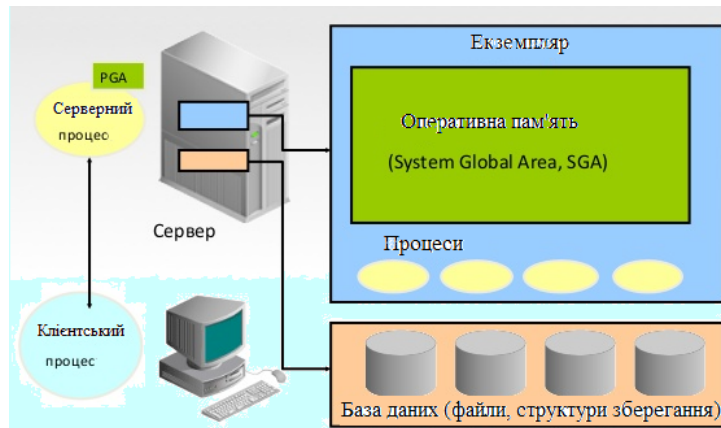 PGA
Серверний
процес
Сервер
Клієнтський
процес
Екземпляр
Оперативна пам'ять
(System Global Area, SGA)
Процеси
База даних (файли, структури зберегання)